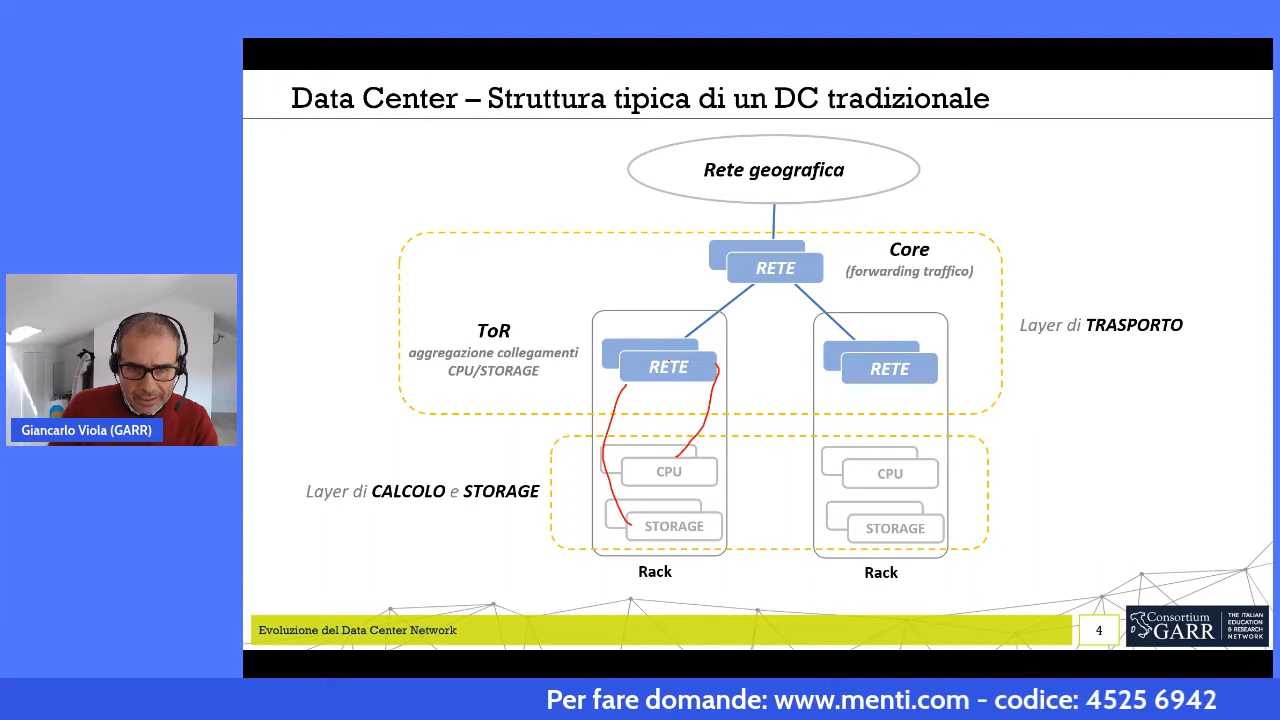 Data Center – Struttura tipica di un DC tradizionale
Rete geografica
Core
(forwarding traffico)
RETE
Layer di TRASPORTO
ToR
aggregazione collegamenti
CPU/STORAGE
RETE
RETE
Giancarlo Viola (GARR)
Layer di CALCOLO e STORAGE
CPU
CPU
STORAGE
STORAGE
Rack
Rack
Evoluzione del Data Center Network
4
Consortium
GARR
THE ITALIAN
EDUCATION
& RESEARCH
NETWORK
Per fare domande: www.menti.com - codice: 4525 6942